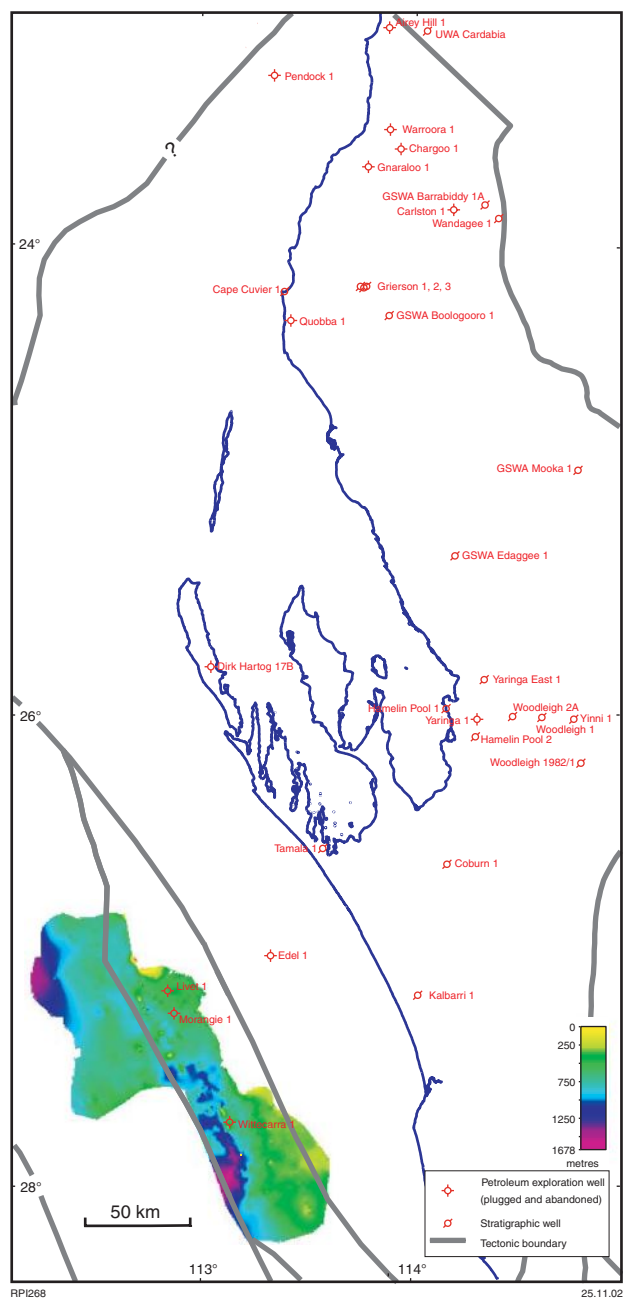 Airey Hill 1
UWA Cardabia
Pendock 1
?
Warroora 1
Chargoo 1
Gnaraloo 1
GSWA Barrabiddy 1A
Carlston 1
Wandagee 1
24°
Cape Cuvier 1
Grierson 1, 2, 3
Quobba 1
GSWA Boologooro 1
GSWA Mooka 1
GSWA Edaggee 1
Dirk Hartog 17B
Yaringa East 1
Hamelin Pool 1
Woodleigh 2A
Yaringa 1
Yinni 1
26°
Woodleigh 1
Hamelin Pool 2
Woodleigh 1982/1
Tamala 1
Coburn 1
Edel 1
Livet 1
Kalbarri 1
Morangie 1
0
250
750
1250
1678
metres
Wittecarra 1
28°
Petroleum exploration well
(plugged and abandoned)
Stratigraphic well
Tectonic boundary
50 km
113°
114°
RPI268
25.11.02